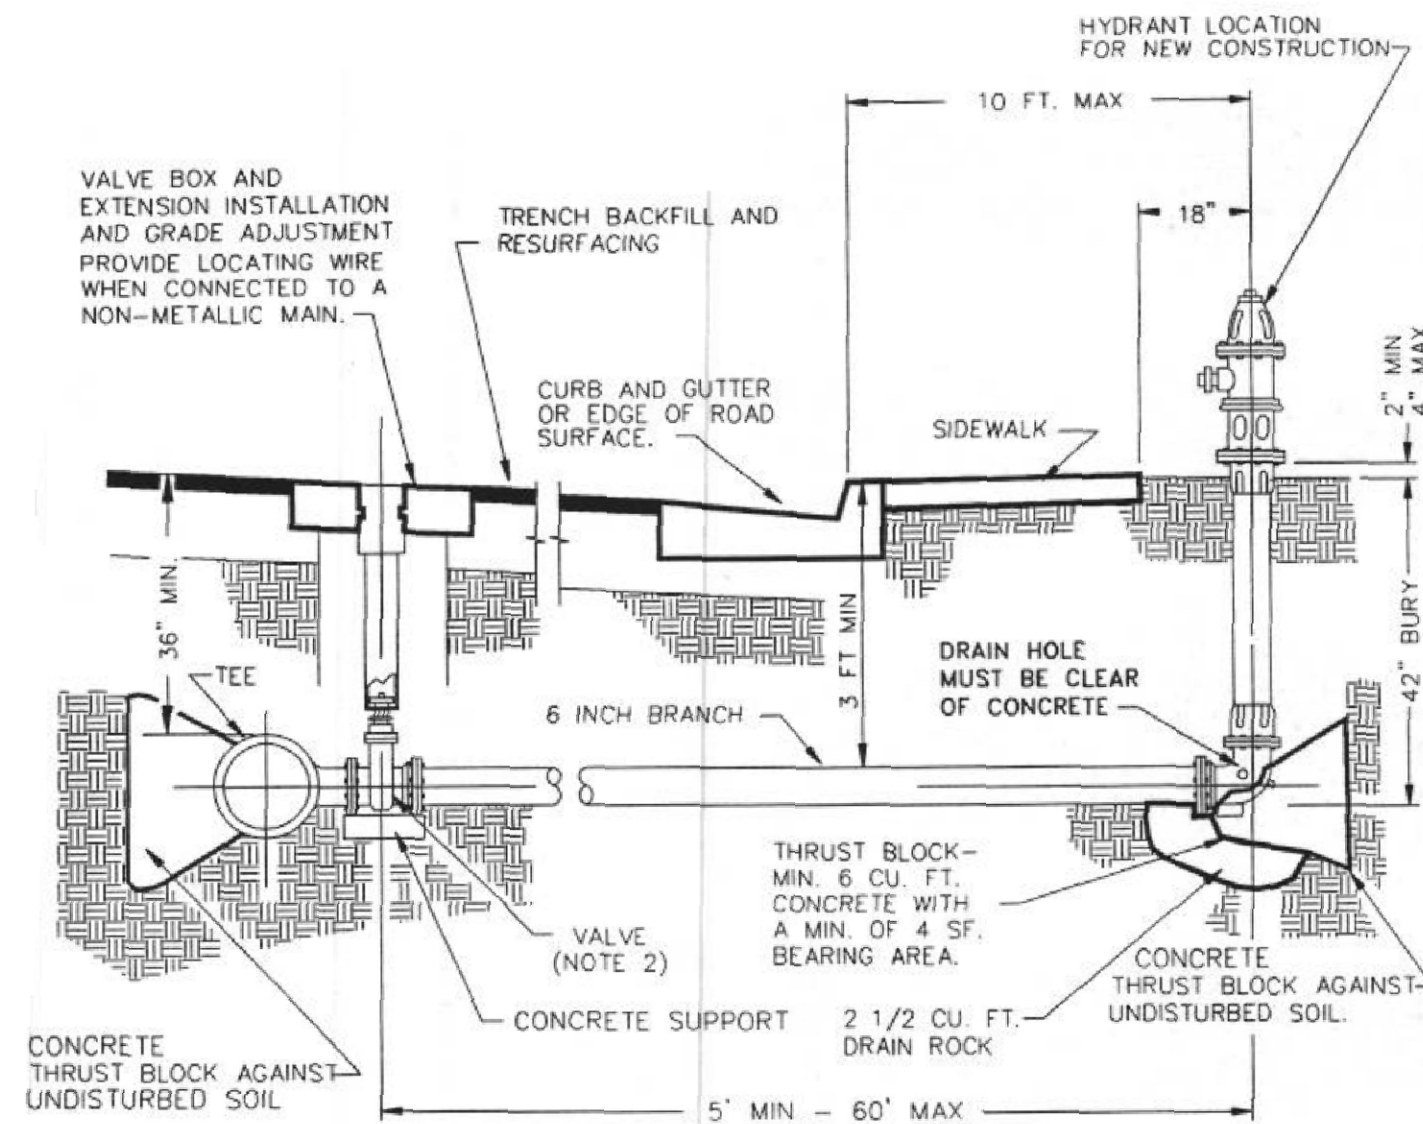 HYDRANT LOCATION
FOR NEW CONSTRUCTION
10 FT. MAX
VALVE BOX AND
EXTENSION INSTALLATION
AND GRADE ADJUSTMENT
PROVIDE LOCATING WIRE
WHEN CONNECTED TO A
NON-METALLIC MAIN.
TRENCH BACKFILL AND
RESURFACING
18"
CURB AND GUTTER
OR EDGE OF ROAD
SURFACE.
SIDEWALK
2" MIN
4" MAX
36" MIN.
TEE
6 INCH BRANCH
3 FT MIN
DRAIN HOLE
MUST BE CLEAR
OF CONCRETE
42" BURY
THRUST BLOCK-
MIN. 6 CU. FT.
CONCRETE WITH
A MIN. OF 4 SF.
BEARING AREA.
VALVE
(NOTE 2)
CONCRETE SUPPORT
2 1/2 CU. FT.
DRAIN ROCK
CONCRETE
THRUST BLOCK AGAINST
UNDISTURBED SOIL.
CONCRETE
THRUST BLOCK AGAINST
UNDISTURBED SOIL
5' MIN - 60' MAX